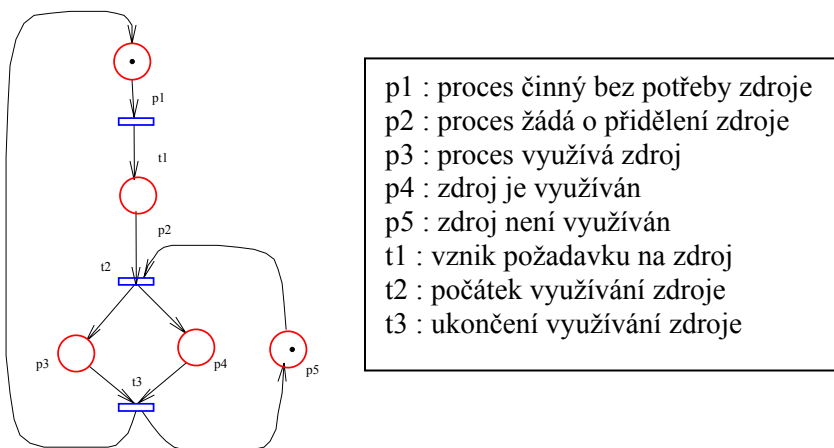 p1
t1
p2
t2
p3
p4
t3
p5
p1 : proces činný bez potřeby zdroje
p2 : proces žádá o přidělení zdroje
p3 : proces využívá zdroj
p4 : zdroj je využíván
p5 : zdroj není využíván
t1 : vznik požadavku na zdroj
t2 : počátek využívání zdroje
t3 : ukončení využívání zdroje